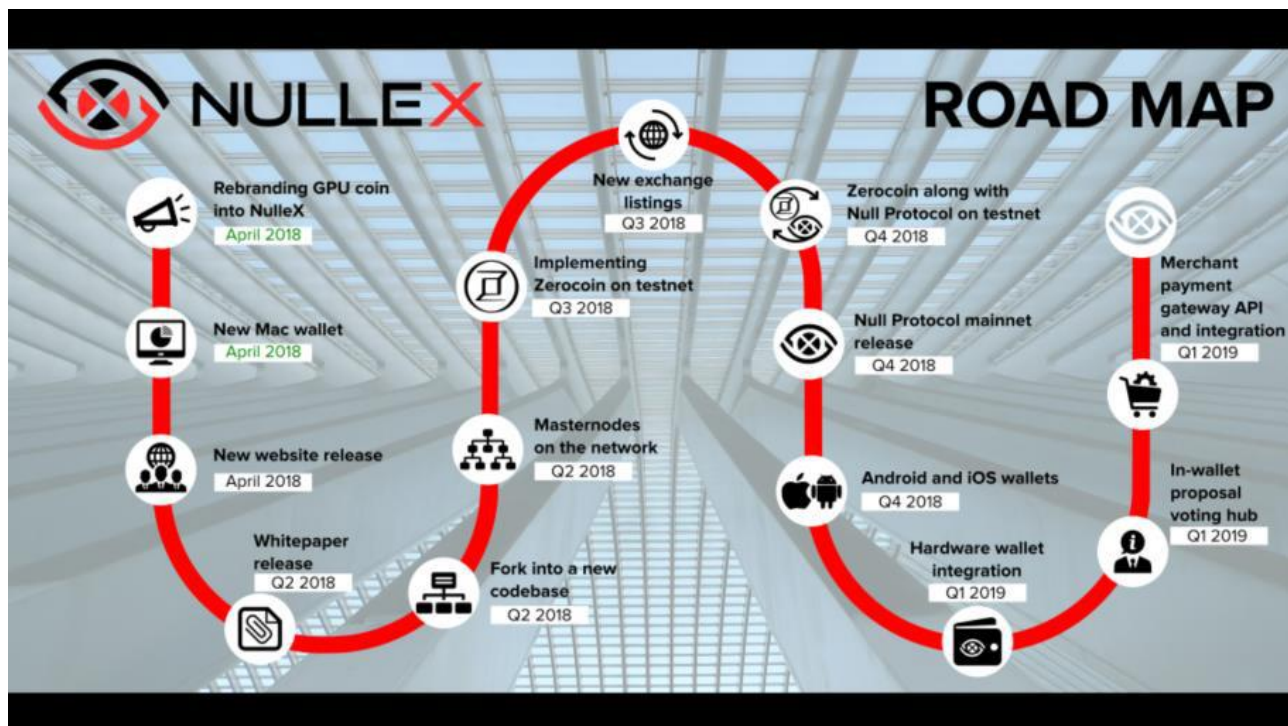 NULLEX
ROAD MAP
Rebranding GPU coin
into NulleX
April 2018
New Mac wallet
April 2018
New website release
April 2018
Whitepaper
release
Q2 2018
Fork into a new
codebase
Q2 2018
Masternodes
on the network
Q2 2018
Implementing
Zerocoin on testnet
Q3 2018
New exchange
listings
Q3 2018
Zerocoin along with
Null Protocol on testnet
Q4 2018
Null Protocol mainnet
release
Q4 2018
Android and iOS wallets
Q4 2018
Hardware wallet
integration
Q1 2019
In-wallet
proposal
voting hub
Q1 2019
Merchant
payment
gateway API
and integration
Q1 2019